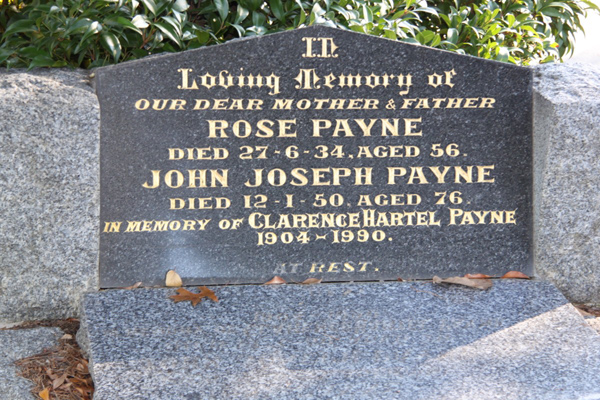 In
Loving Memory of
OUR DEAR MOTHER & FATHER
ROSE PAYNE
DIED 27-6-34, AGED 56.
JOHN JOSEPH PAYNE
DIED 12-1-50, AGED 76.
IN MEMORY OF CLARENCE HARTEL PAYNE
1904-1990.
AT REST.